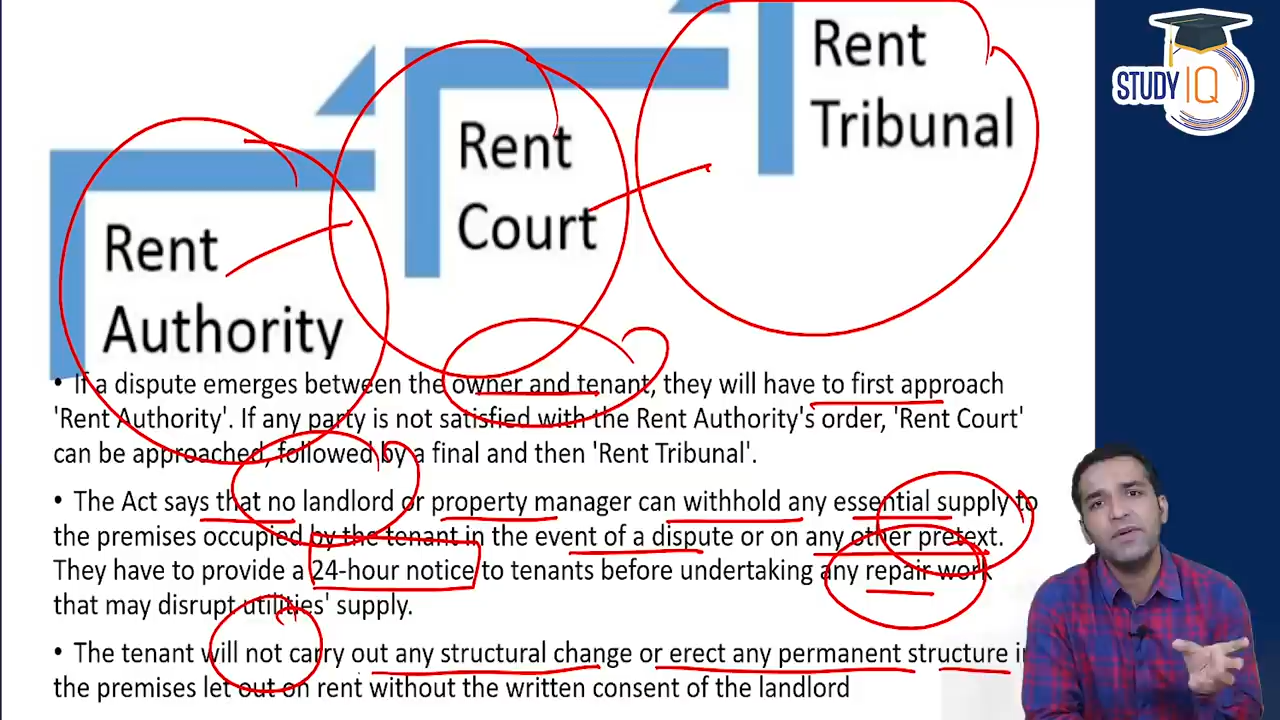 Rent
Tribunal
STUDY IQ
Rent
Court
Rent
Authority
• If a dispute emerges between the owner and tenant, they will have to first approach
'Rent Authority'. If any party is not satisfied with the Rent Authority's order, 'Rent Court'
can be approached, followed by a final and then 'Rent Tribunal'.
• The Act says that no landlord or property manager can withhold any essential supply to
the premises occupied by the tenant in the event of a dispute or on any other pretext.
They have to provide a 24-hour notice to tenants before undertaking any repair work
that may disrupt utilities' supply.
• The tenant will not carry out any structural change or erect any permanent structure
the premises let out on rent without the written consent of the landlord